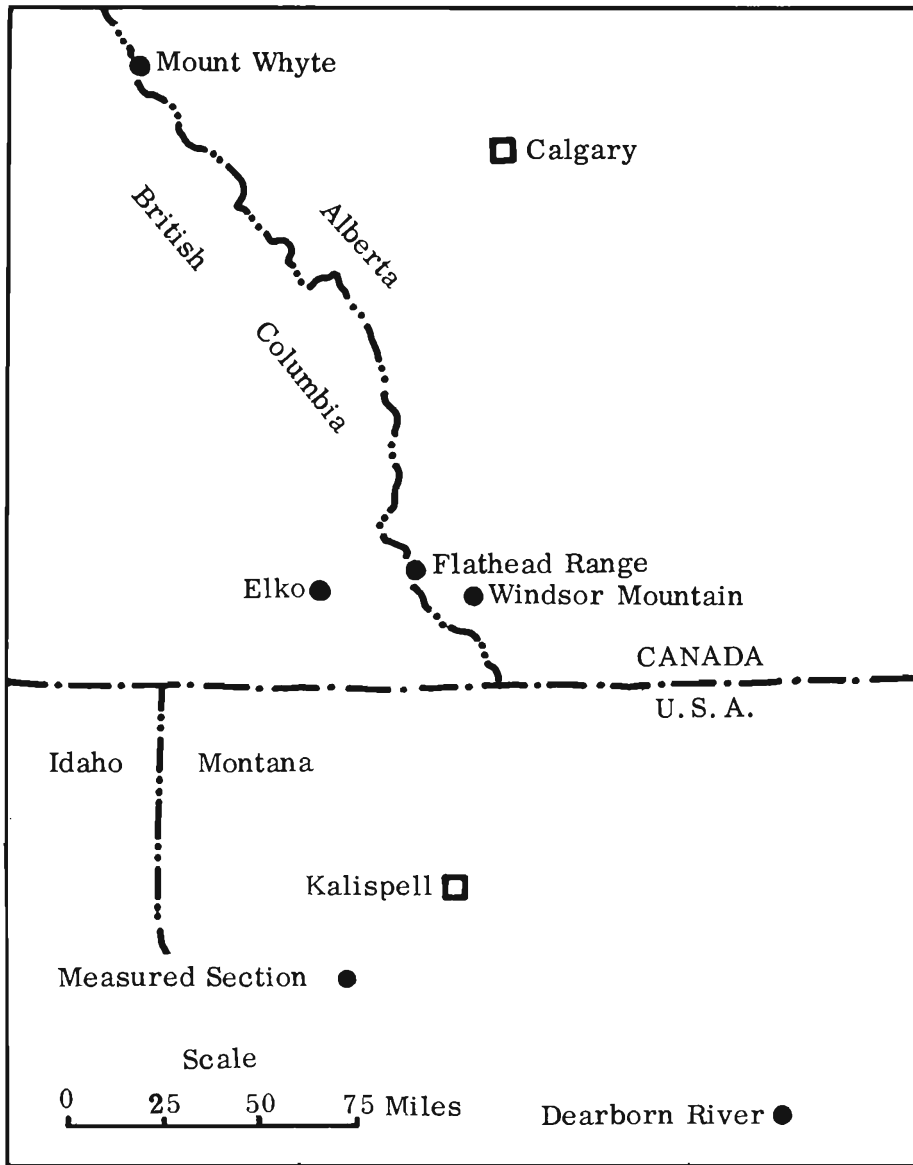 Mount Whyte
Calgary
British
Alberta
Columbia
Flathead Range
Elko
Windsor Mountain
CANADA
U. S. A.
Idaho
Montana
Kalispell
Measured Section
Scale
0 25 50 75 Miles
Dearborn River